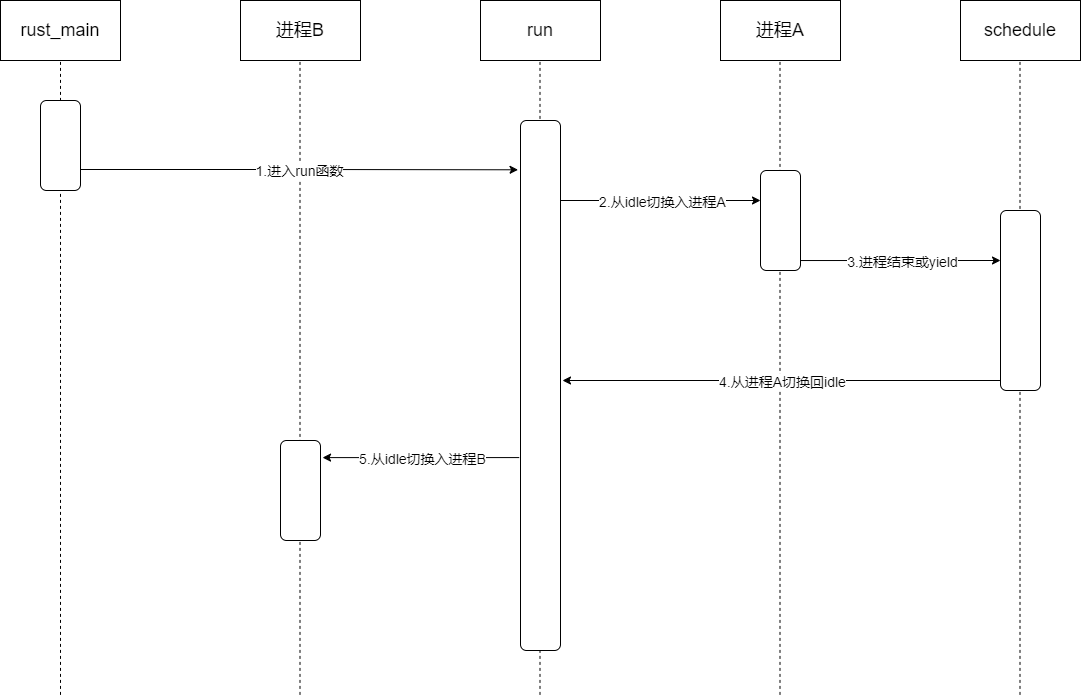 rust_main
进程B
run
进程A
schedule
1.进入run函数
2.从idle切换入进程A
3.进程结束或yield
4.从进程A切换回idle
5.从idle切换入进程B